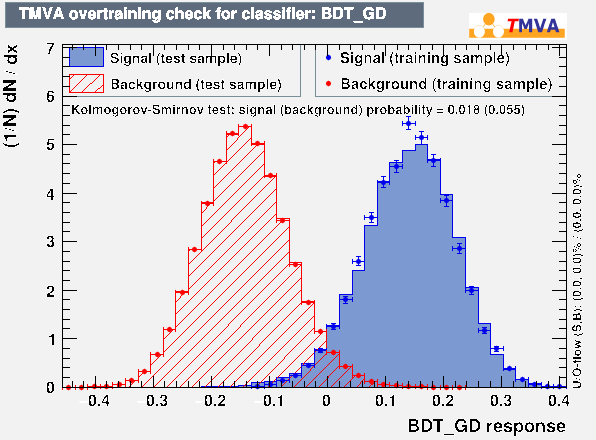 TMVA overtraining check for classifier: BDT_GD
TMVA
(1/N) dN / dx
7
6
5
4
3
2
1
0
Signal (test sample)
Background (test sample)
Signal (training sample)
Background (training sample)
Kolmogorov-Smirnov test: signal (background) probability = 0.018 (0.055)
U/O-flow (S,B): (0.0, 0.0)% / (0.0, 0.0)%
-0.4 -0.3 -0.2 -0.1 0 0.1 0.2 0.3 0.4
BDT_GD response